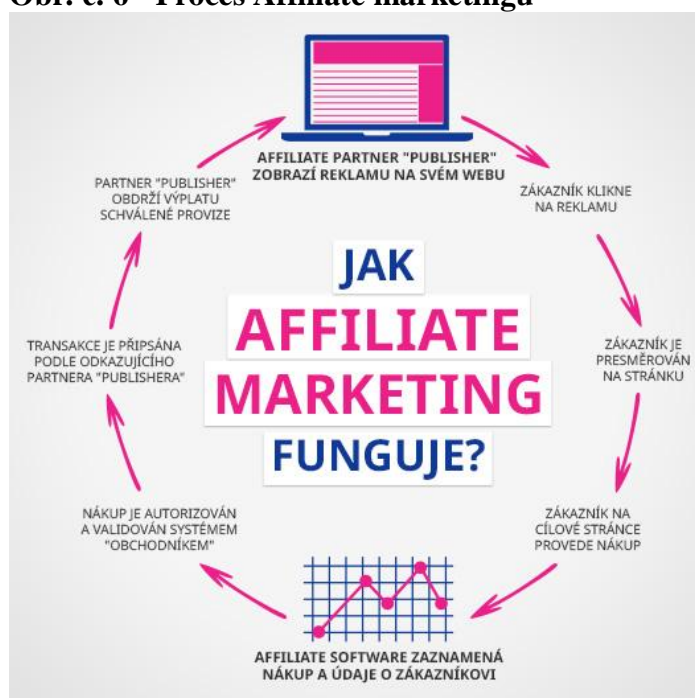 Obr. č. 6 - Proces Affiliate marketingu
AFFILIATE PARTNER "PUBLISHER"
ZOBRAZÍ REKLAMU NA SVÉM WEBU
ZÁKAZNÍK KLIKNE
NA REKLAMU
ZÁKAZNÍK JE
PRESMĚROVÁN
NA STRÁNKU
ZÁKAZNÍK NA
CÍLOVÉ STRÁNCE
PROVEDE NÁKUP
AFFILIATE SOFTWARE ZAZNAMENÁ
NÁKUP A ÚDAJE O ZÁKAZNÍKOVI
NÁKUP JE AUTORIZOVÁN
A VALIDOVÁN SYSTÉMEM
"OBCHODNÍKEM"
TRANSAKCE JE PŘIPSÁNA
PODLE ODKAZUJÍCÍHO
PARTNERA "PUBLISHERA"
PARTNER "PUBLISHER"
OBDRŽÍ VÝPLATU
SCHVÁLENÉ PROVIZE
JAK
AFFILIATE
MARKETING
FUNGUJE?